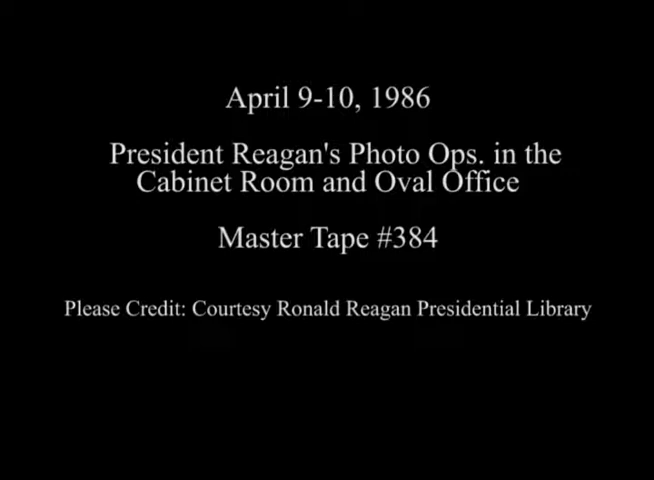 April 9-10, 1986
President Reagan's Photo Ops. in the
Cabinet Room and Oval Office
Master Tape #384
Please Credit: Courtesy Ronald Reagan Presidential Library